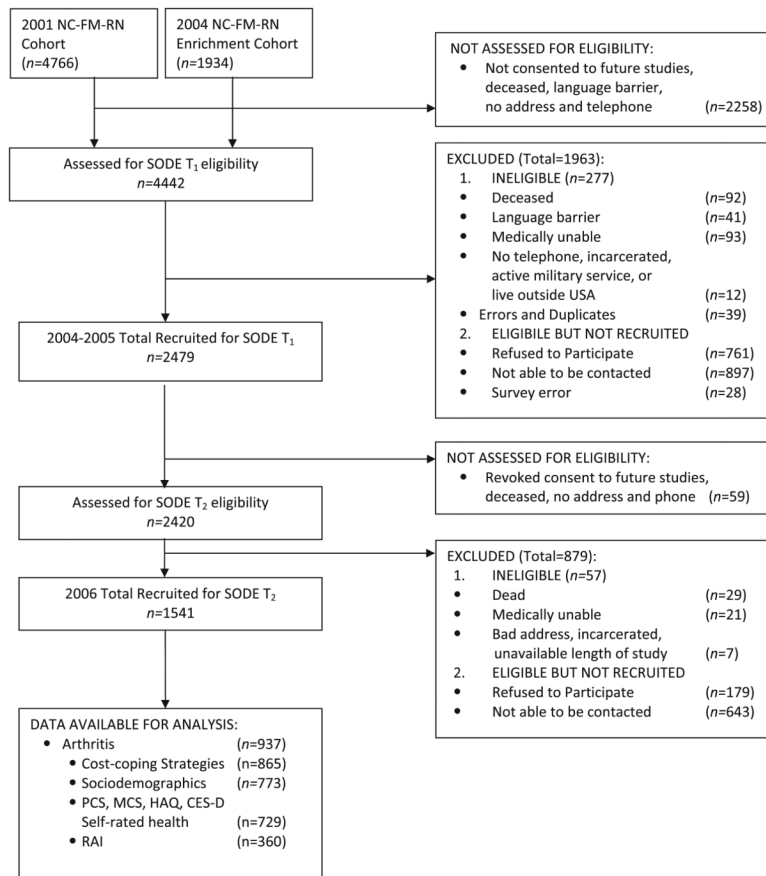 2001 NC-FM-RN
Cohort
(n=4766)
2004 NC-FM-RN
Enrichment Cohort
(n=1934)
NOT ASSESSED FOR ELIGIBILITY:
• Not consented to future studies,
deceased, language barrier,
no address and telephone (n=2258)
Assessed for SODE T₁ eligibility
n=4442
EXCLUDED (Total=1963):
1. INELIGIBLE (n=277)
• Deceased (n=92)
• Language barrier (n=41)
• Medically unable (n=93)
• No telephone, incarcerated,
active military service, or
live outside USA (n=12)
• Errors and Duplicates (n=39)
2. ELIGIBILE BUT NOT RECRUITED
• Refused to Participate (n=761)
• Not able to be contacted (n=897)
• Survey error (n=28)
2004-2005 Total Recruited for SODE T₁
n=2479
NOT ASSESSED FOR ELIGIBILITY:
• Revoked consent to future studies,
deceased, no address and phone (n=59)
Assessed for SODE T₂ eligibility
n=2420
EXCLUDED (Total=879):
1. INELIGIBLE (n=57)
• Dead (n=29)
• Medically unable (n=21)
• Bad address, incarcerated,
unavailable length of study (n=7)
2. ELIGIBLE BUT NOT RECRUITED
• Refused to Participate (n=179)
• Not able to be contacted (n=643)
2006 Total Recruited for SODE T₂
n=1541
DATA AVAILABLE FOR ANALYSIS:
• Arthritis (n=937)
• Cost-coping Strategies (n=865)
• Sociodemographics (n=773)
• PCS, MCS, HAQ, CES-D
Self-rated health (n=729)
• RAI (n=360)